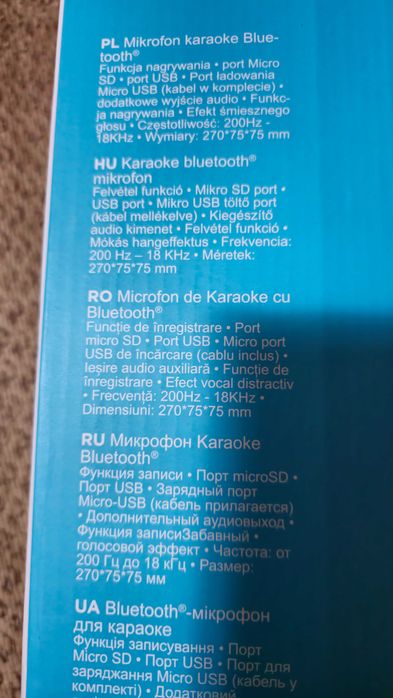 PL Mikrofon karaoke Blue-
tooth®
Funkcja nagrywania • port Micro
SD • port USB • Port ładowania
Micro USB (kabel w komplecie) •
dodatkowe wyjście audio • Funkc-
ja nagrywania • Efekt śmiesznego
głosu • Częstotliwość: 200Hz -
18KHz • Wymiary: 270*75*75 mm
HU Karaoke bluetooth®
mikrofon
Felvétel funkció • Mikro SD port •
USB port • Mikro USB töltő port
(kábel mellékelve) • Kiegészítő
audio kimenet • Felvétel funkció •
Mókás hangeffektus • Frekvencia:
200 Hz – 18 KHz • Méretek:
270*75*75 mm
RO Microfon de Karaoke cu
Bluetooth®
Funcție de înregistrare • Port
micro SD • Port USB • Micro port
USB de încărcare (cablu inclus) •
Ieșire audio auxiliară • Funcție de
înregistrare • Efect vocal distractiv
• Frecvență: 200Hz - 18KHz •
Dimensiuni: 270*75*75 mm
RU Микрофон Karaoke
Bluetooth®
Функция записи • Порт microSD •
Порт USB • Зарядный порт
Micro-USB (кабель прилагается)
• Дополнительный аудиовыход •
Функция записиЗабавный •
голосовой эффект • Частота: от
200 Гц до 18 кГц • Размер:
270*75*75 мм
UA Bluetooth®-мікрофон
для караоке
Функція записування • Порт
Micro SD • Порт USB • Порт для
заряджання Micro USB (кабель у
комплекті) • Додатковий